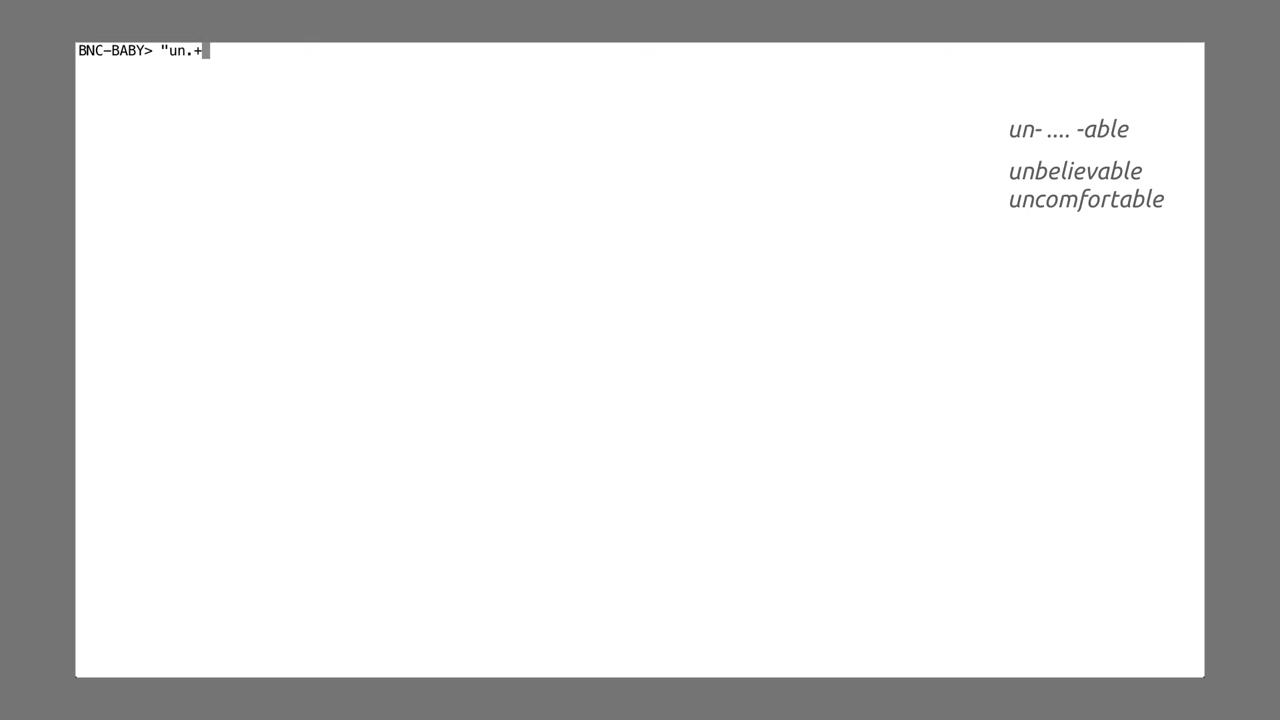 BNC-BABY> "un.+
un- .... -able
unbelievable
uncomfortable